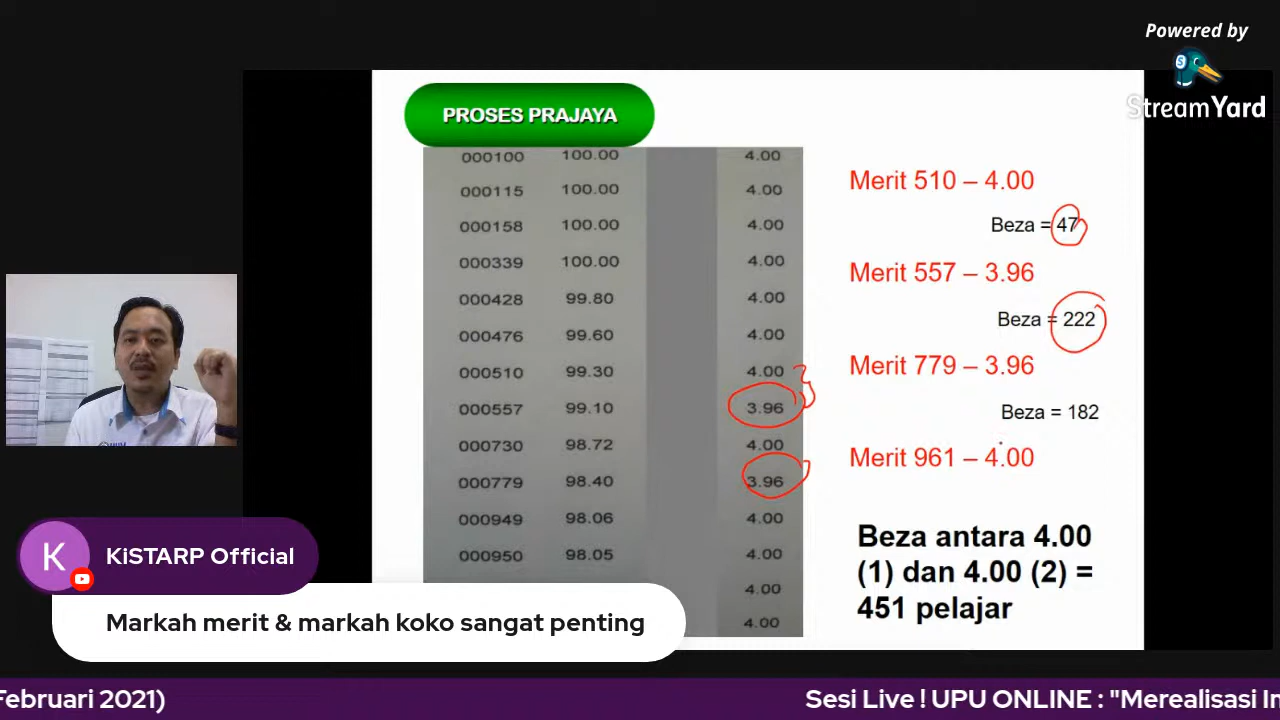 Powered by
StreamYard
PROSES PRAJAYA
000100 100.00 4.00
000115 100.00 4.00
000158 100.00 4.00
000339 100.00 4.00
000428 99.80 4.00
000476 99.60 4.00
000510 99.30 4.00
000557 99.10 3.96
000730 98.72 4.00
000779 98.40 3.96
000949 98.06 4.00
000950 98.05 4.00
4.00
4.00
Merit 510 – 4.00
Beza = 47
Merit 557 – 3.96
Beza = 222
Merit 779 – 3.96
Beza = 182
Merit 961 – 4.00
Beza antara 4.00
(1) dan 4.00 (2) =
451 pelajar
K
KiSTARP Official
Markah merit & markah koko sangat penting
Februari 2021)
Sesi Live ! UPU ONLINE : "Merealisasi